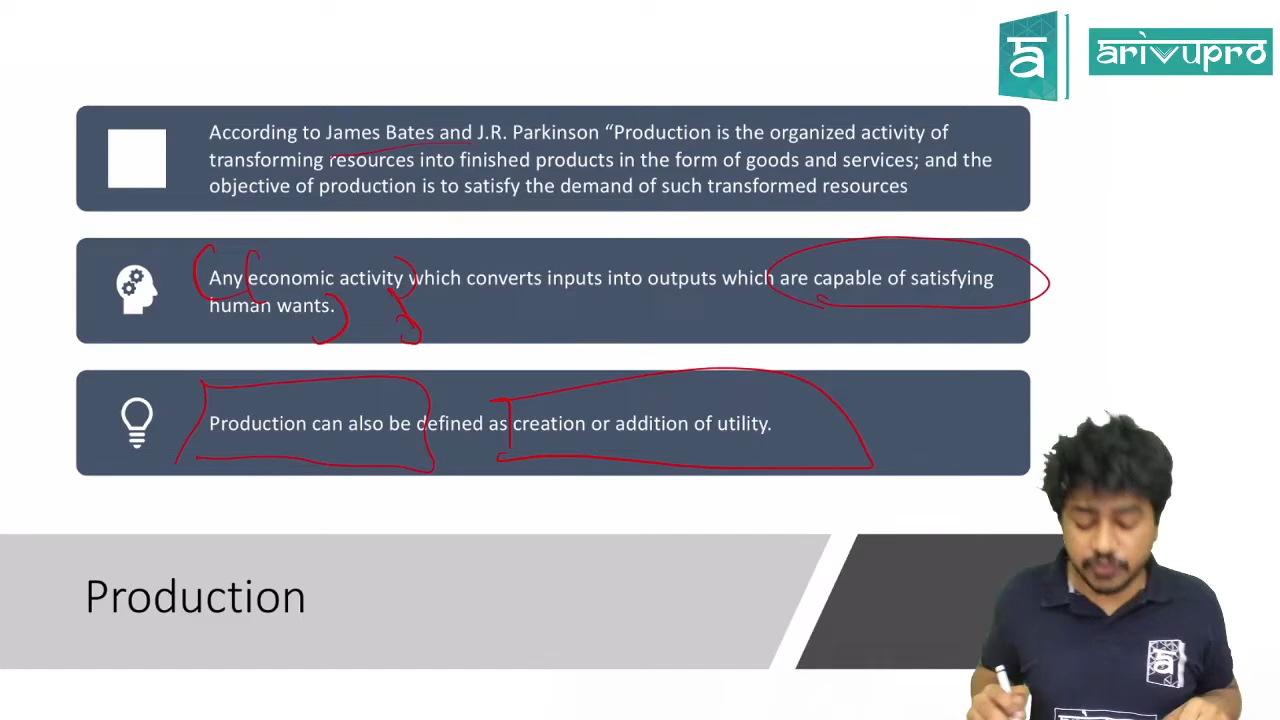 arivupro
According to James Bates and J.R. Parkinson “Production is the organized activity of
transforming resources into finished products in the form of goods and services; and the
objective of production is to satisfy the demand of such transformed resources
Any economic activity which converts inputs into outputs which are capable of satisfying
human wants.
Production can also be defined as creation or addition of utility.
Production